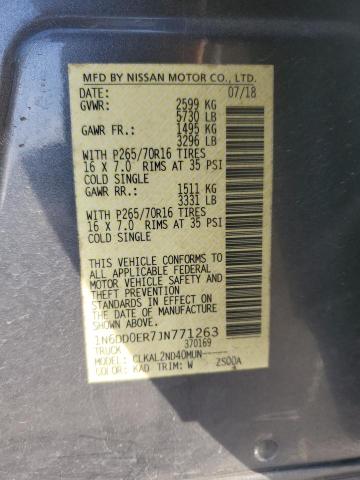 MFD BY NISSAN MOTOR CO., LTD.
DATE: 07/18
GVWR: 2599 KG
5730 LB
GAWR FR.: 1495 KG
3296 LB
WITH P265/70R16 TIRES
16 X 7.0 RIMS AT 35 PSI
COLD SINGLE
GAWR RR.: 1511 KG
3331 LB
WITH P265/70R16 TIRES
16 X 7.0 RIMS AT 35 PSI
COLD SINGLE
THIS VEHICLE CONFORMS TO
ALL APPLICABLE FEDERAL
MOTOR VEHICLE SAFETY
AND THEFT PREVENTION
STANDARDS IN EFFECT ON
THE DATE OF MANUFACTURE
SHOWN ABOVE.
1N6DD0ER7JN771263
TRUCK 370169
MODEL: CLKAL2ND40MUN-----
COLOR: KAD TRIM: W 2500A